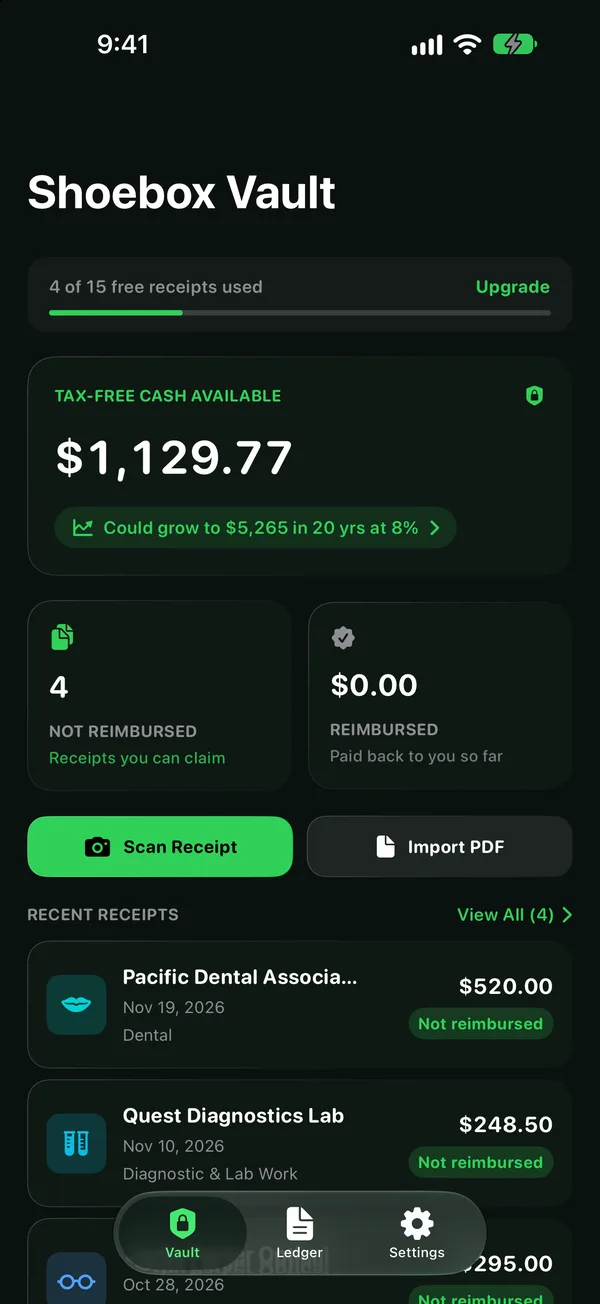 9:41
Shoebox Vault
4 of 15 free receipts used
Upgrade
TAX-FREE CASH AVAILABLE
$1,129.77
Could grow to $5,265 in 20 yrs at 8%
4
NOT REIMBURSED
Receipts you can claim
$0.00
REIMBURSED
Paid back to you so far
Scan Receipt
Import PDF
RECENT RECEIPTS
View All (4)
Pacific Dental Associa...
Nov 19, 2026
Dental
$520.00
Not reimbursed
Quest Diagnostics Lab
Nov 10, 2026
Diagnostic & Lab Work
$248.50
Not reimbursed
Oct 28, 2026
$295.00
Not reimbursed
Vault
Ledger
Settings